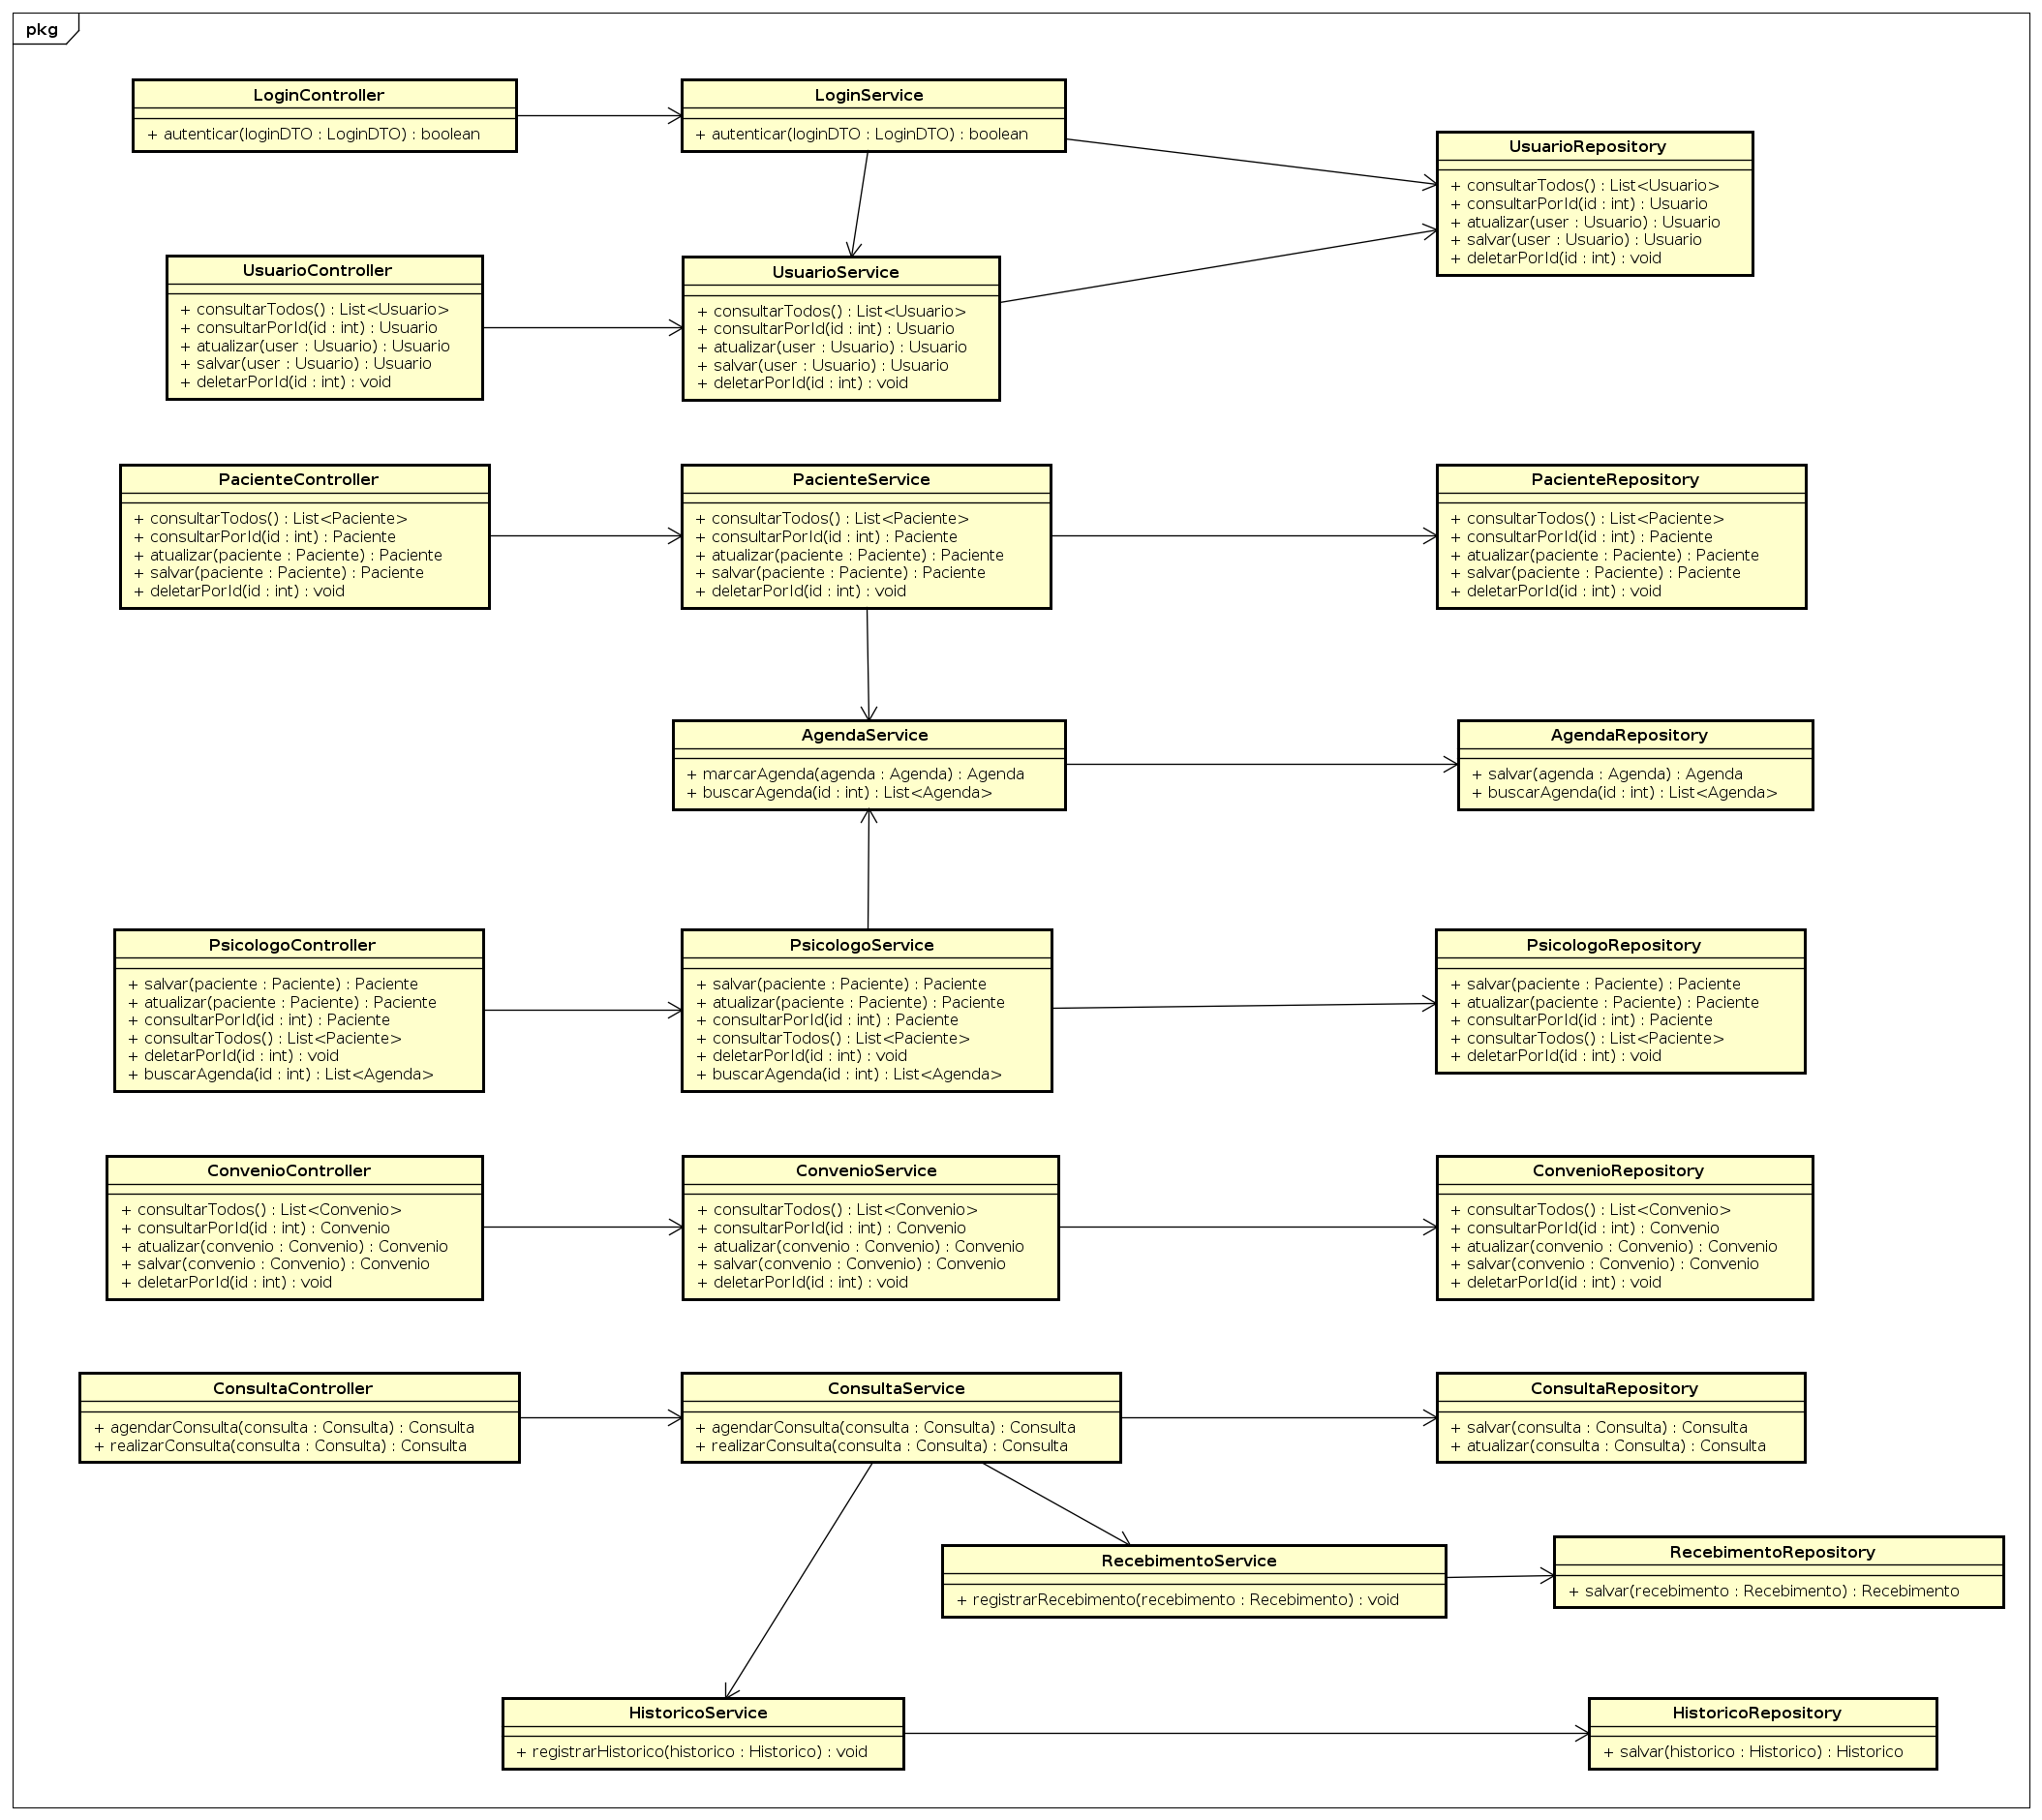 pkg
LoginController
+ autenticar(loginDTO : LoginDTO) : boolean
LoginService
+ autenticar(loginDTO : LoginDTO) : boolean
UsuarioRepository
+ consultarTodos() : List<Usuario>
+ consultarPorId(id : int) : Usuario
+ atualizar(user : Usuario) : Usuario
+ salvar(user : Usuario) : Usuario
+ deletarPorId(id : int) : void
UsuarioController
+ consultarTodos() : List<Usuario>
+ consultarPorId(id : int) : Usuario
+ atualizar(user : Usuario) : Usuario
+ salvar(user : Usuario) : Usuario
+ deletarPorId(id : int) : void
UsuarioService
+ consultarTodos() : List<Usuario>
+ consultarPorId(id : int) : Usuario
+ atualizar(user : Usuario) : Usuario
+ salvar(user : Usuario) : Usuario
+ deletarPorId(id : int) : void
PacienteController
+ consultarTodos() : List<Paciente>
+ consultarPorId(id : int) : Paciente
+ atualizar(paciente : Paciente) : Paciente
+ salvar(paciente : Paciente) : Paciente
+ deletarPorId(id : int) : void
PacienteService
+ consultarTodos() : List<Paciente>
+ consultarPorId(id : int) : Paciente
+ atualizar(paciente : Paciente) : Paciente
+ salvar(paciente : Paciente) : Paciente
+ deletarPorId(id : int) : void
PacienteRepository
+ consultarTodos() : List<Paciente>
+ consultarPorId(id : int) : Paciente
+ atualizar(paciente : Paciente) : Paciente
+ salvar(paciente : Paciente) : Paciente
+ deletarPorId(id : int) : void
AgendaService
+ marcarAgenda(agenda : Agenda) : Agenda
+ buscarAgenda(id : int) : List<Agenda>
AgendaRepository
+ salvar(agenda : Agenda) : Agenda
+ buscarAgenda(id : int) : List<Agenda>
PsicologoController
+ salvar(paciente : Paciente) : Paciente
+ atualizar(paciente : Paciente) : Paciente
+ consultarPorId(id : int) : Paciente
+ consultarTodos() : List<Paciente>
+ deletarPorId(id : int) : void
+ buscarAgenda(id : int) : List<Agenda>
PsicologoService
+ salvar(paciente : Paciente) : Paciente
+ atualizar(paciente : Paciente) : Paciente
+ consultarPorId(id : int) : Paciente
+ consultarTodos() : List<Paciente>
+ deletarPorId(id : int) : void
+ buscarAgenda(id : int) : List<Agenda>
PsicologoRepository
+ salvar(paciente : Paciente) : Paciente
+ atualizar(paciente : Paciente) : Paciente
+ consultarPorId(id : int) : Paciente
+ consultarTodos() : List<Paciente>
+ deletarPorId(id : int) : void
ConvenioController
+ consultarTodos() : List<Convenio>
+ consultarPorId(id : int) : Convenio
+ atualizar(convenio : Convenio) : Convenio
+ salvar(convenio : Convenio) : Convenio
+ deletarPorId(id : int) : void
ConvenioService
+ consultarTodos() : List<Convenio>
+ consultarPorId(id : int) : Convenio
+ atualizar(convenio : Convenio) : Convenio
+ salvar(convenio : Convenio) : Convenio
+ deletarPorId(id : int) : void
ConvenioRepository
+ consultarTodos() : List<Convenio>
+ consultarPorId(id : int) : Convenio
+ atualizar(convenio : Convenio) : Convenio
+ salvar(convenio : Convenio) : Convenio
+ deletarPorId(id : int) : void
ConsultaController
+ agendarConsulta(consulta : Consulta) : Consulta
+ realizarConsulta(consulta : Consulta) : Consulta
ConsultaService
+ agendarConsulta(consulta : Consulta) : Consulta
+ realizarConsulta(consulta : Consulta) : Consulta
ConsultaRepository
+ salvar(consulta : Consulta) : Consulta
+ atualizar(consulta : Consulta) : Consulta
RecebimentoService
+ registrarRecebimento(recebimento : Recebimento) : void
RecebimentoRepository
+ salvar(recebimento : Recebimento) : Recebimento
HistoricoService
+ registrarHistorico(historico : Historico) : void
HistoricoRepository
+ salvar(historico : Historico) : Historico